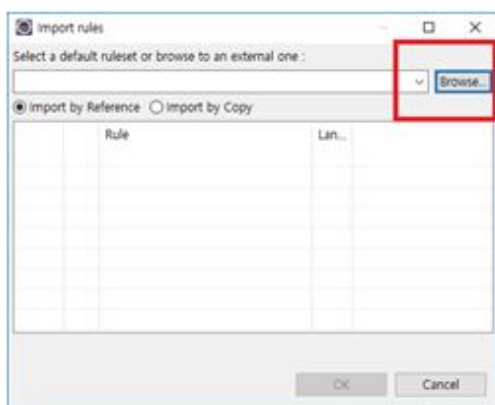 Import rules
Select a default ruleset or browse to an external one :
Browse...
Import by Reference Import by Copy
Rule Lan...
OK Cancel